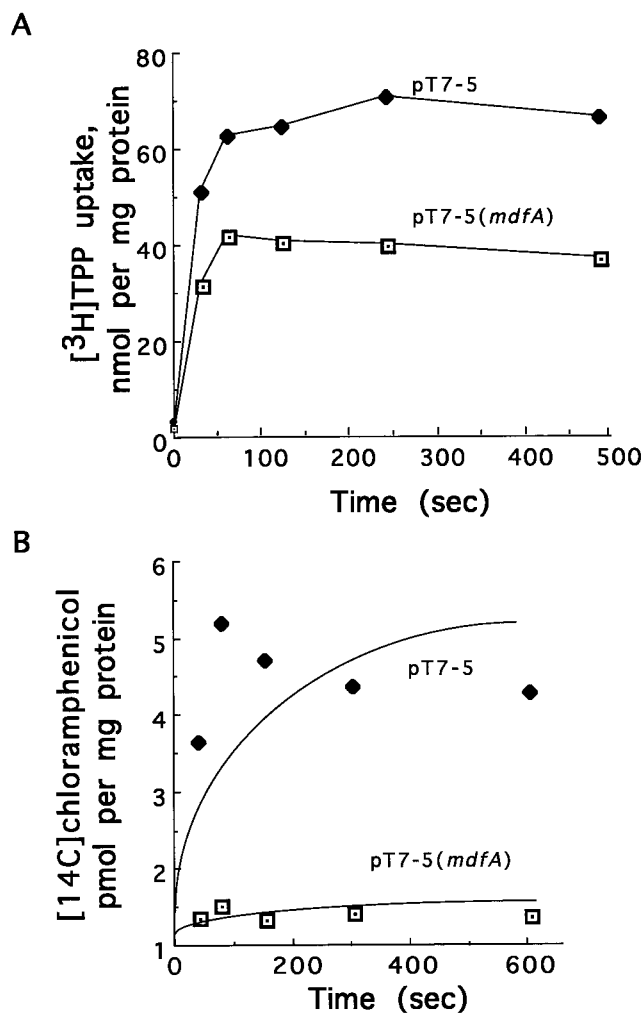 A
[3H]TPP uptake,
nmol per mg protein
80
60
40
20
0
pT7-5
pT7-5(mdfA)
0 100 200 300 400 500
Time (sec)
B
[14C]chloramphenicol
pmol per mg protein
6
5
4
3
2
1
pT7-5
pT7-5(mdfA)
0 200 400 600
Time (sec)